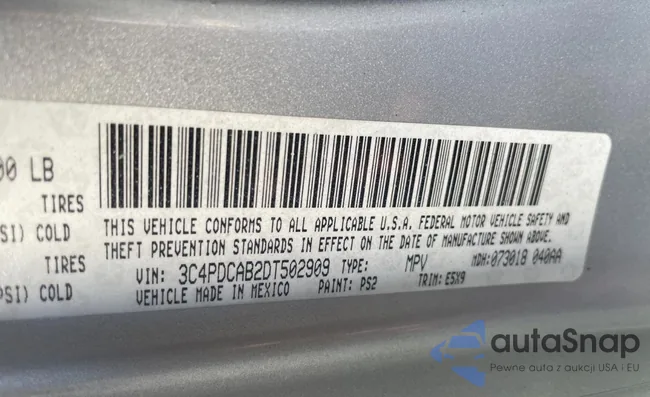 00 LB
TIRES
SI) COLD
TIRES
PSI) COLD
THIS VEHICLE CONFORMS TO ALL APPLICABLE U.S.A. FEDERAL MOTOR VEHICLE SAFETY AND
THEFT PREVENTION STANDARDS IN EFFECT ON THE DATE OF MANUFACTURE SHOWN ABOVE.
VIN: 3C4PDCAB2DT502909 TYPE: MPV MDH: 073018 040AA
VEHICLE MADE IN MEXICO PAINT: PS2 TRIM: E5X9
autoSnap
Pewne auta z aukcji USA i EU